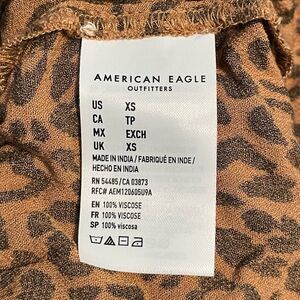 AMERICAN EAGLE
OUTFITTERS
US XS
CA TP
MX EXCH
UK XS
MADE IN INDIA / FABRIQUÉ EN INDE /
HECHO EN INDIA
RN 54485/CA 03873
RFC# AEM120605U9A
EN 100% VISCOSE
FR 100% VISCOSE
SP 100% viscosa